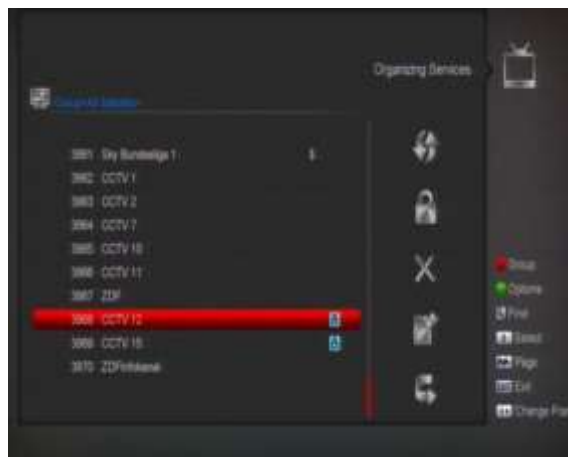 Organizing Services
3861 Sky Bundesliga 1 $
3862 CCTV 1
3863 CCTV 2
3864 CCTV 7
3865 CCTV 10
3866 CCTV 11
3867 ZDF
3868 CCTV 12
3869 CCTV 15
3870 ZDFinfokanal
Group
Options
Find
Select
Page
Exit